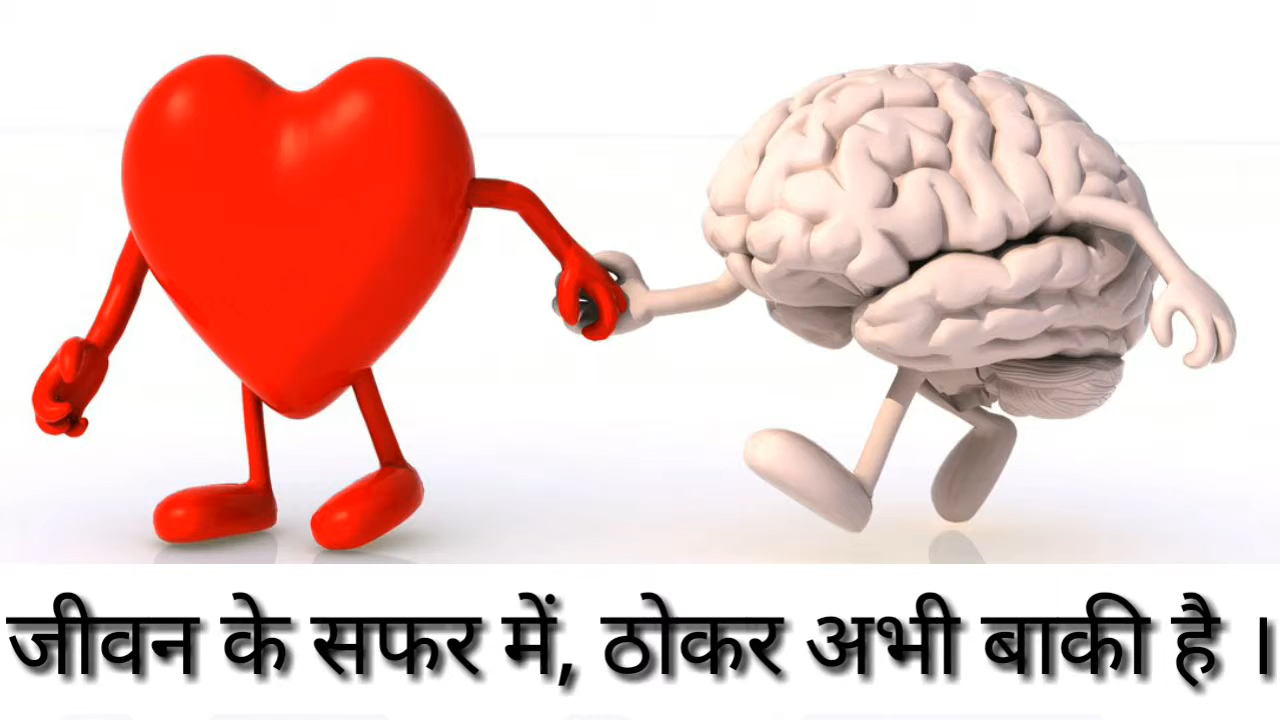 जीवन के सफर में, ठोकर अभी बाकी है ।